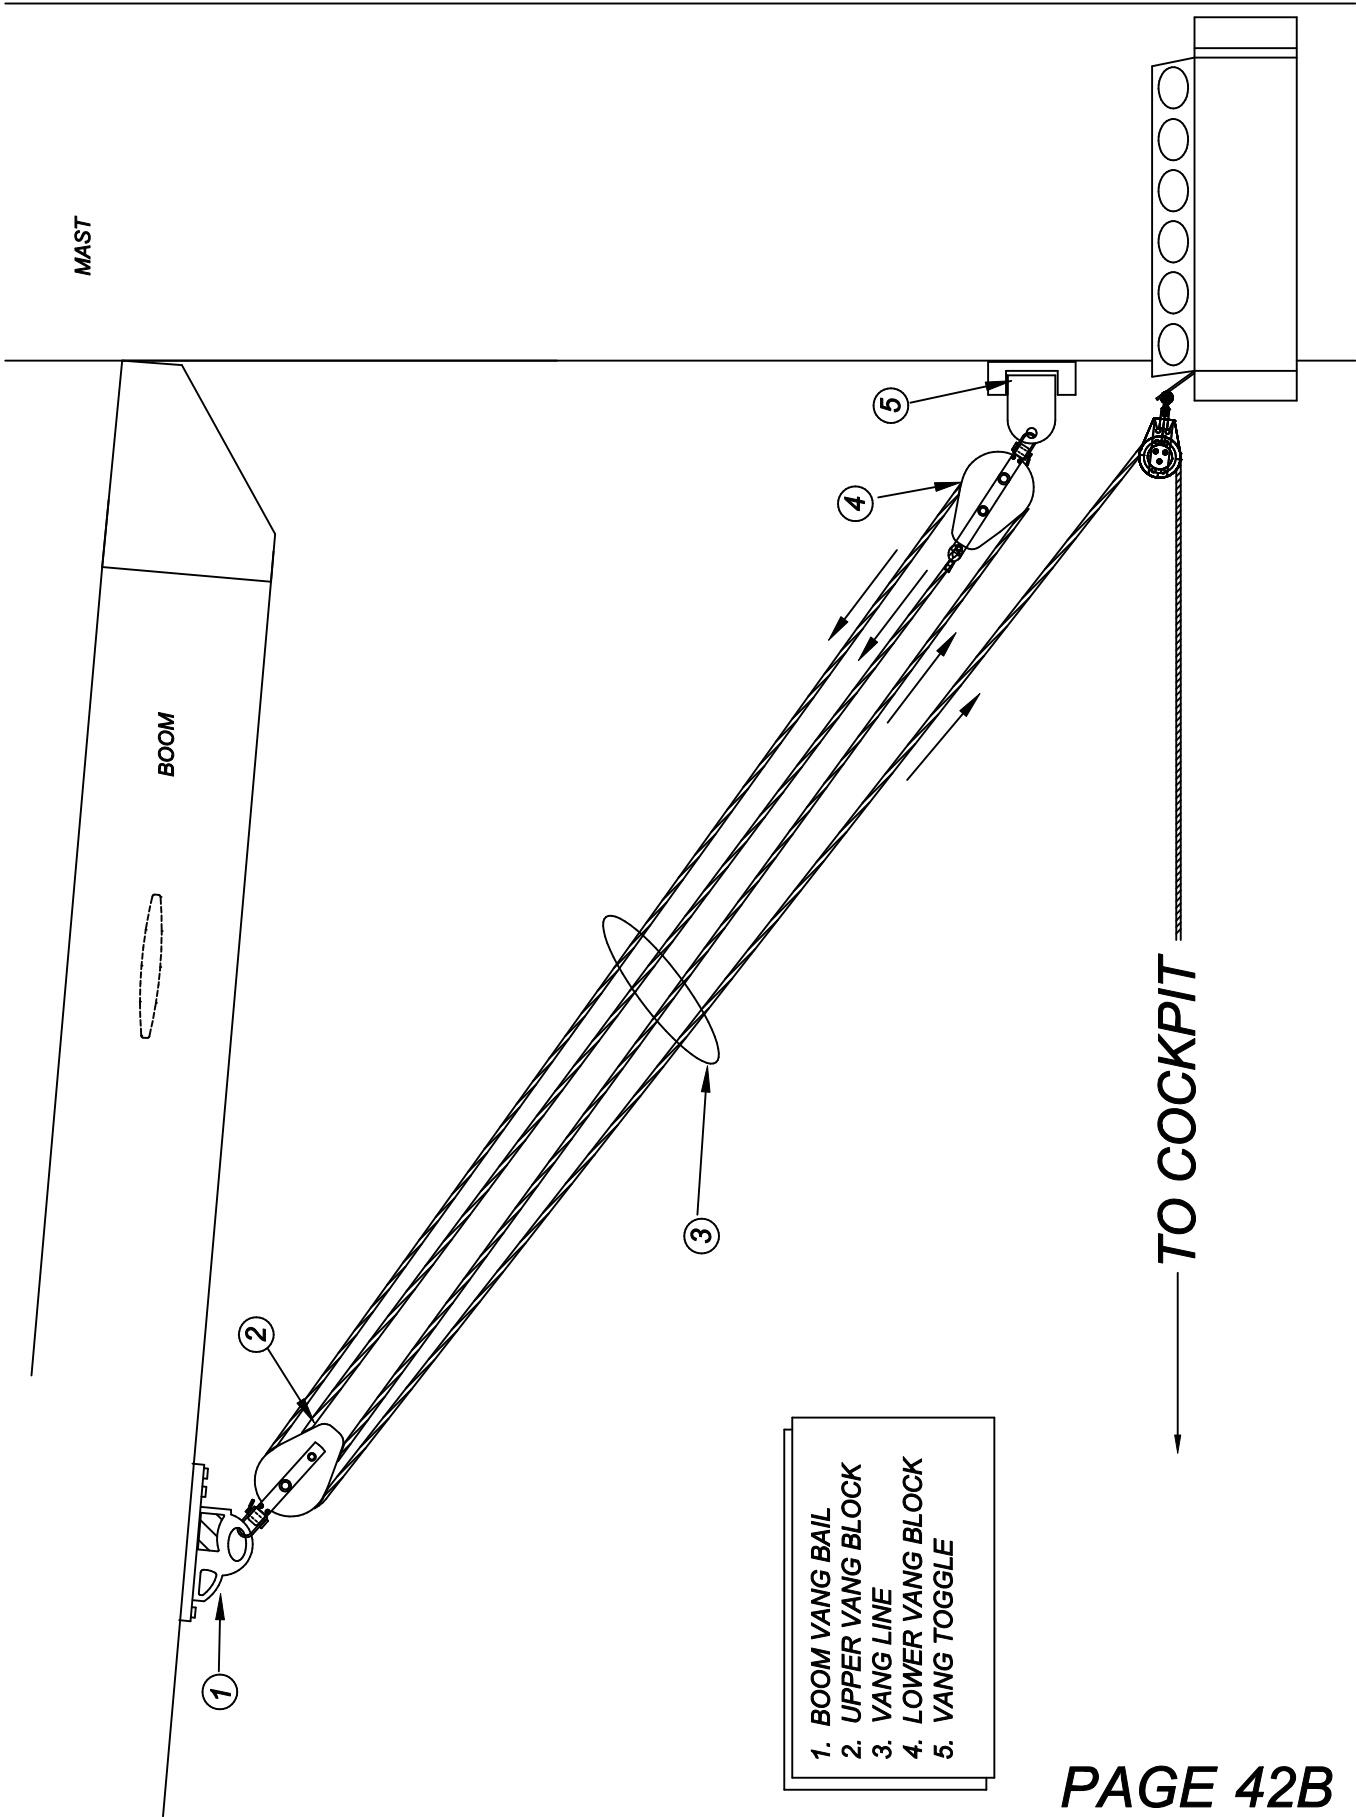 MAST
BOOM
5
4
3
2
1
TO COCKPIT
1. BOOM VANG BAIL
2. UPPER VANG BLOCK
3. VANG LINE
4. LOWER VANG BLOCK
5. VANG TOGGLE
PAGE 42B